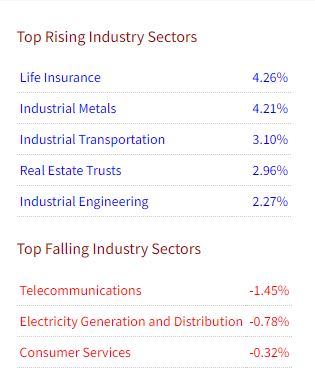 Top Rising Industry Sectors
Life Insurance 4.26%
Industrial Metals 4.21%
Industrial Transportation 3.10%
Real Estate Trusts 2.96%
Industrial Engineering 2.27%
Top Falling Industry Sectors
Telecommunications -1.45%
Electricity Generation and Distribution -0.78%
Consumer Services -0.32%